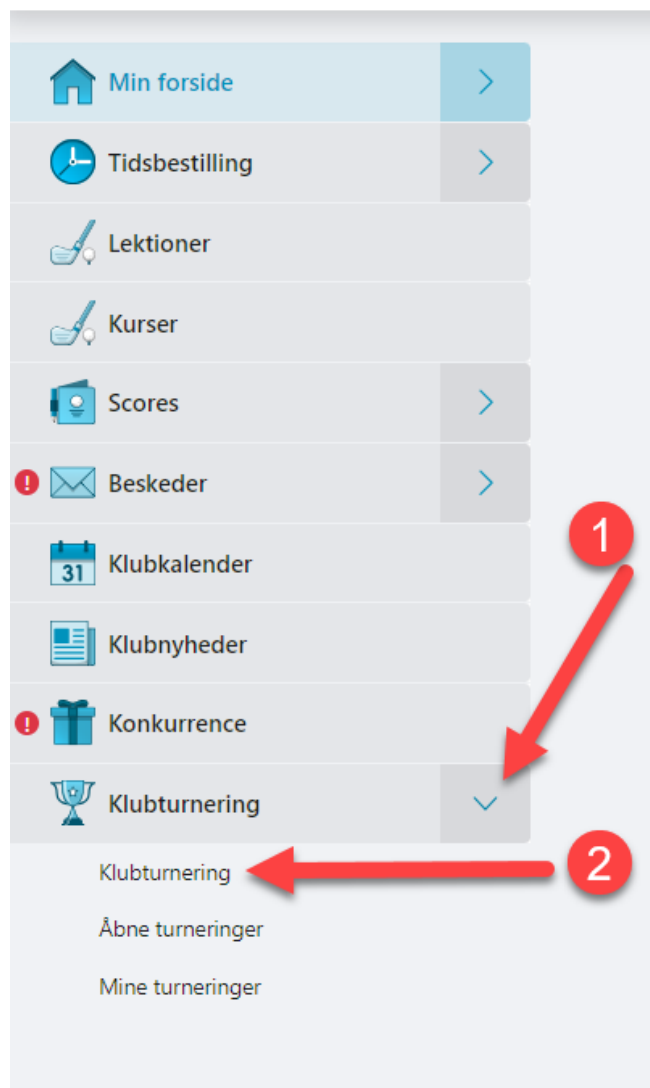 Min forside
Tidsbestilling
Lektioner
Kurser
Scores
! Beskeder
31 Klubkalender
1
Klubnyheder
! Konkurrence
Klubturnering
Klubturnering 2
Åbne turneringer
Mine turneringer